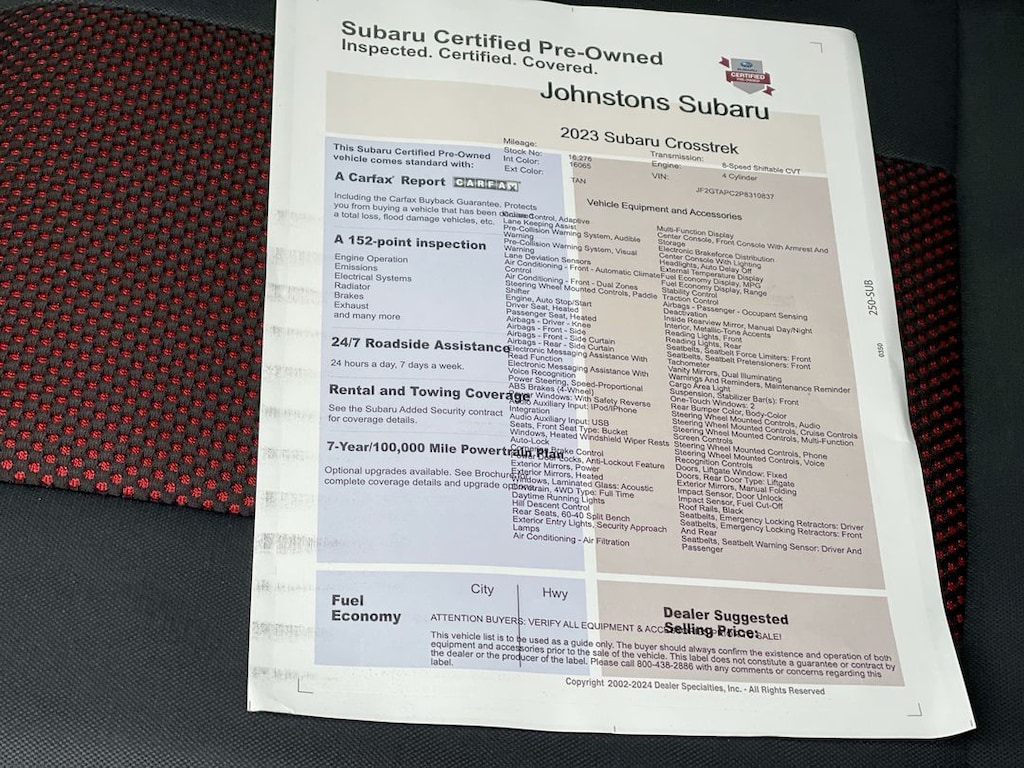 Subaru Certified Pre-Owned
Inspected. Certified. Covered.
SUBARU
CERTIFIED
PRE-OWNED
Johnstons Subaru
2023 Subaru Crosstrek
Mileage: 16,276
Stock No: 16065
Int Color:
Ext Color: TAN
Transmission: 8-Speed Shiftable CVT
Engine: 4 Cylinder
VIN: JF2GTAPC2P8310837
This Subaru Certified Pre-Owned
vehicle comes standard with:
A Carfax® Report CARFAX
Including the Carfax Buyback Guarantee. Protects
you from buying a vehicle that has been
a total loss, flood damage vehicles, etc.
A 152-point inspection
Engine Operation
Emissions
Electrical Systems
Radiator
Brakes
Exhaust
and many more
24/7 Roadside Assistance
24 hours a day, 7 days a week.
Rental and Towing Coverage
See the Subaru Added Security contract
for coverage details.
7-Year/100,000 Mile Powertrain Plan
Optional upgrades available. See Brochure
complete coverage details and upgrade
Vehicle Equipment and Accessories
Control, Adaptive
Lane Keeping Assist
Pre-Collision Warning System, Audible
Warning
Pre-Collision Warning System, Visual
Warning
Lane Deviation Sensors
Air Conditioning - Front - Automatic Climate
Control
Air Conditioning - Front - Dual Zones
Steering Wheel Mounted Controls, Paddle
Shifter
Engine, Auto Stop/Start
Driver Seat, Heated
Passenger Seat, Heated
Airbags - Driver - Knee
Airbags - Front - Side
Airbags - Front - Side Curtain
Airbags - Rear - Side Curtain
Electronic Messaging Assistance With
Read Function
Electronic Messaging Assistance With
Voice Recognition
Power Steering, Speed-Proportional
ABS Brakes (4-Wheel)
Windows: With Safety Reverse
Audio Auxiliary Input: IPod/IPhone
Integration
Audio Auxiliary Input: USB
Seats, Front Seat Type: Bucket
Windows, Heated Windshield Wiper Rests
Auto-Lock
Brake Control
Power Door Locks, Anti-Lockout Feature
Exterior Mirrors, Power
Exterior Mirrors, Heated
Windows, Laminated Glass: Acoustic
Drivetrain, 4WD Type: Full Time
Daytime Running Lights
Hill Descent Control
Rear Seats, 60-40 Split Bench
Exterior Entry Lights, Security Approach
Lamps
Air Conditioning - Air Filtration
Multi-Function Display
Center Console, Front Console With Armrest And
Storage
Electronic Brakeforce Distribution
Center Console With Lighting
Headlights, Auto Delay Off
External Temperature Display
Fuel Economy Display, MPG
Fuel Economy Display, Range
Stability Control
Traction Control
Airbags - Passenger - Occupant Sensing
Deactivation
Inside Rearview Mirror, Manual Day/Night
Interior, Metallic-Tone Accents
Reading Lights, Front
Reading Lights, Rear
Seatbelts, Seatbelt Force Limiters: Front
Seatbelts, Seatbelt Pretensioners: Front
Tachometer
Vanity Mirrors, Dual Illuminating
Warnings And Reminders, Maintenance Reminder
Cargo Area Light
Suspension, Stabilizer Bar(s): Front
One-Touch Windows: 2
Rear Bumper Color, Body-Color
Steering Wheel Mounted Controls, Audio
Steering Wheel Mounted Controls, Cruise Controls
Steering Wheel Mounted Controls, Multi-Function
Screen Controls
Steering Wheel Mounted Controls, Phone
Steering Wheel Mounted Controls, Voice
Recognition Controls
Doors, Liftgate Window: Fixed
Doors, Rear Door Type: Liftgate
Exterior Mirrors, Manual Folding
Impact Sensor, Door Unlock
Impact Sensor, Fuel Cut-Off
Roof Rails, Black
Seatbelts, Emergency Locking Retractors: Driver
Seatbelts, Emergency Locking Retractors: Front
And Rear
Seatbelts, Seatbelt Warning Sensor: Driver And
Passenger
250-SUB
0350
Fuel
Economy
City
Hwy
Dealer Suggested
Selling Price:
ATTENTION BUYERS: VERIFY ALL EQUIPMENT & SALE!
This vehicle list is to be used as a guide only. The buyer should always confirm the existence and operation of both
equipment and accessories prior to the sale of the vehicle. This label does not constitute a guarantee or contract by
the dealer or the producer of the label. Please call 800-438-2886 with any comments or concerns regarding this
label.
Copyright 2002-2024 Dealer Specialties, Inc. - All Rights Reserved